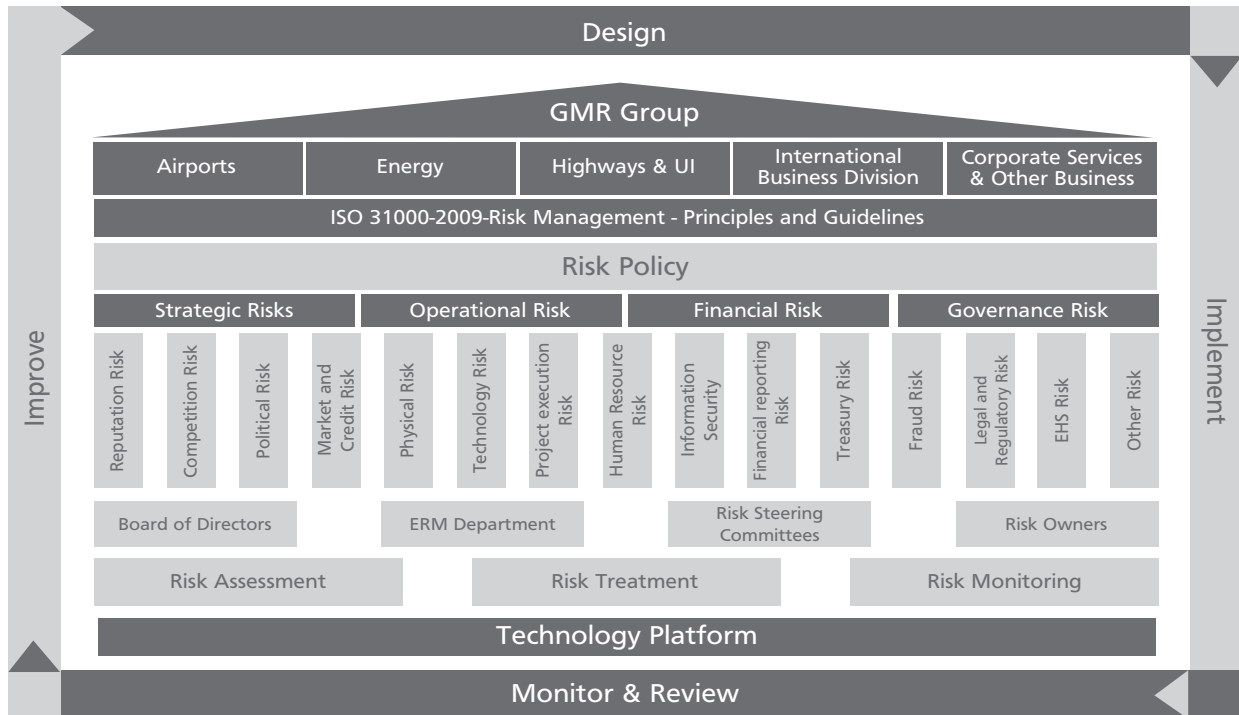 Design
GMR Group
Airports
Energy
Highways & UI
International
Business Division
Corporate Services
& Other Business
ISO 31000-2009-Risk Management - Principles and Guidelines
Risk Policy
Strategic Risks
Operational Risk
Financial Risk
Governance Risk
Reputation Risk
Competition Risk
Political Risk
Market and
Credit Risk
Physical Risk
Technology Risk
Project execution
Risk
Human Resource
Risk
Information
Security
Financial reporting
Risk
Treasury Risk
Fraud Risk
Legal and
Regulatory Risk
EHS Risk
Other Risk
Board of Directors
ERM Department
Risk Steering
Committees
Risk Owners
Risk Assessment
Risk Treatment
Risk Monitoring
Technology Platform
Implement
Monitor & Review
Improve